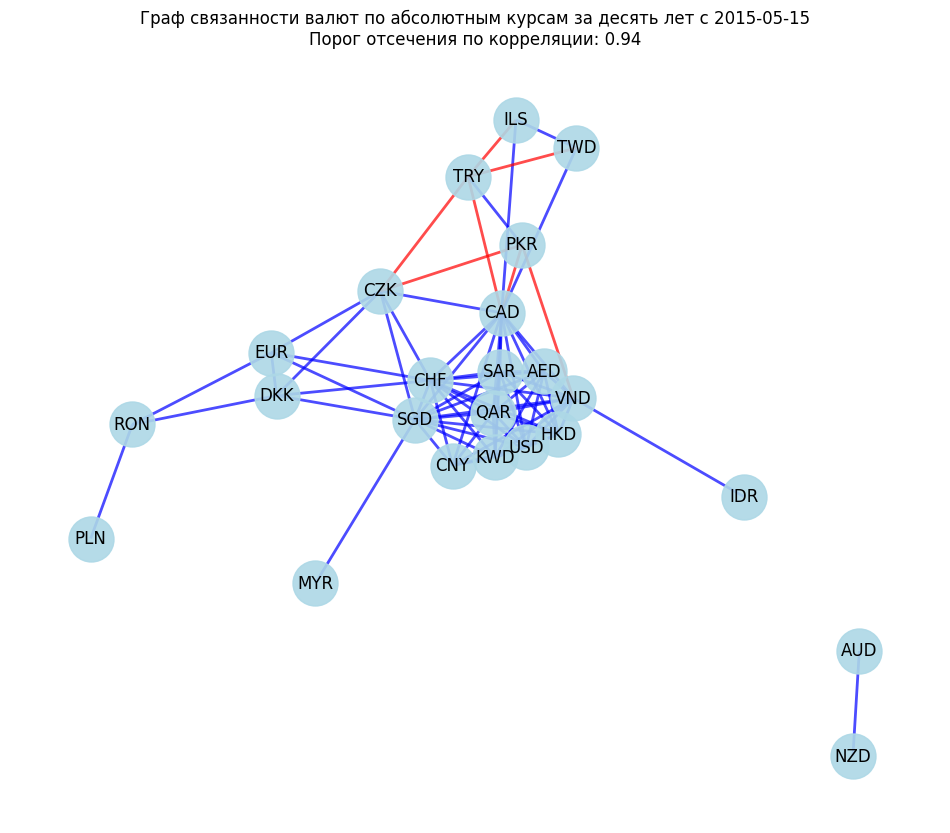 Граф связанности валют по абсолютным курсам за десять лет с 2015-05-15
Порог отсечения по корреляции: 0.94
ILS
TWD
TRY
PKR
CZK
CAD
EUR
SAR
AED
CHF
DKK
VND
QAR
SGD
RON
HKD
USD
KWD
CNY
IDR
PLN
MYR
AUD
NZD